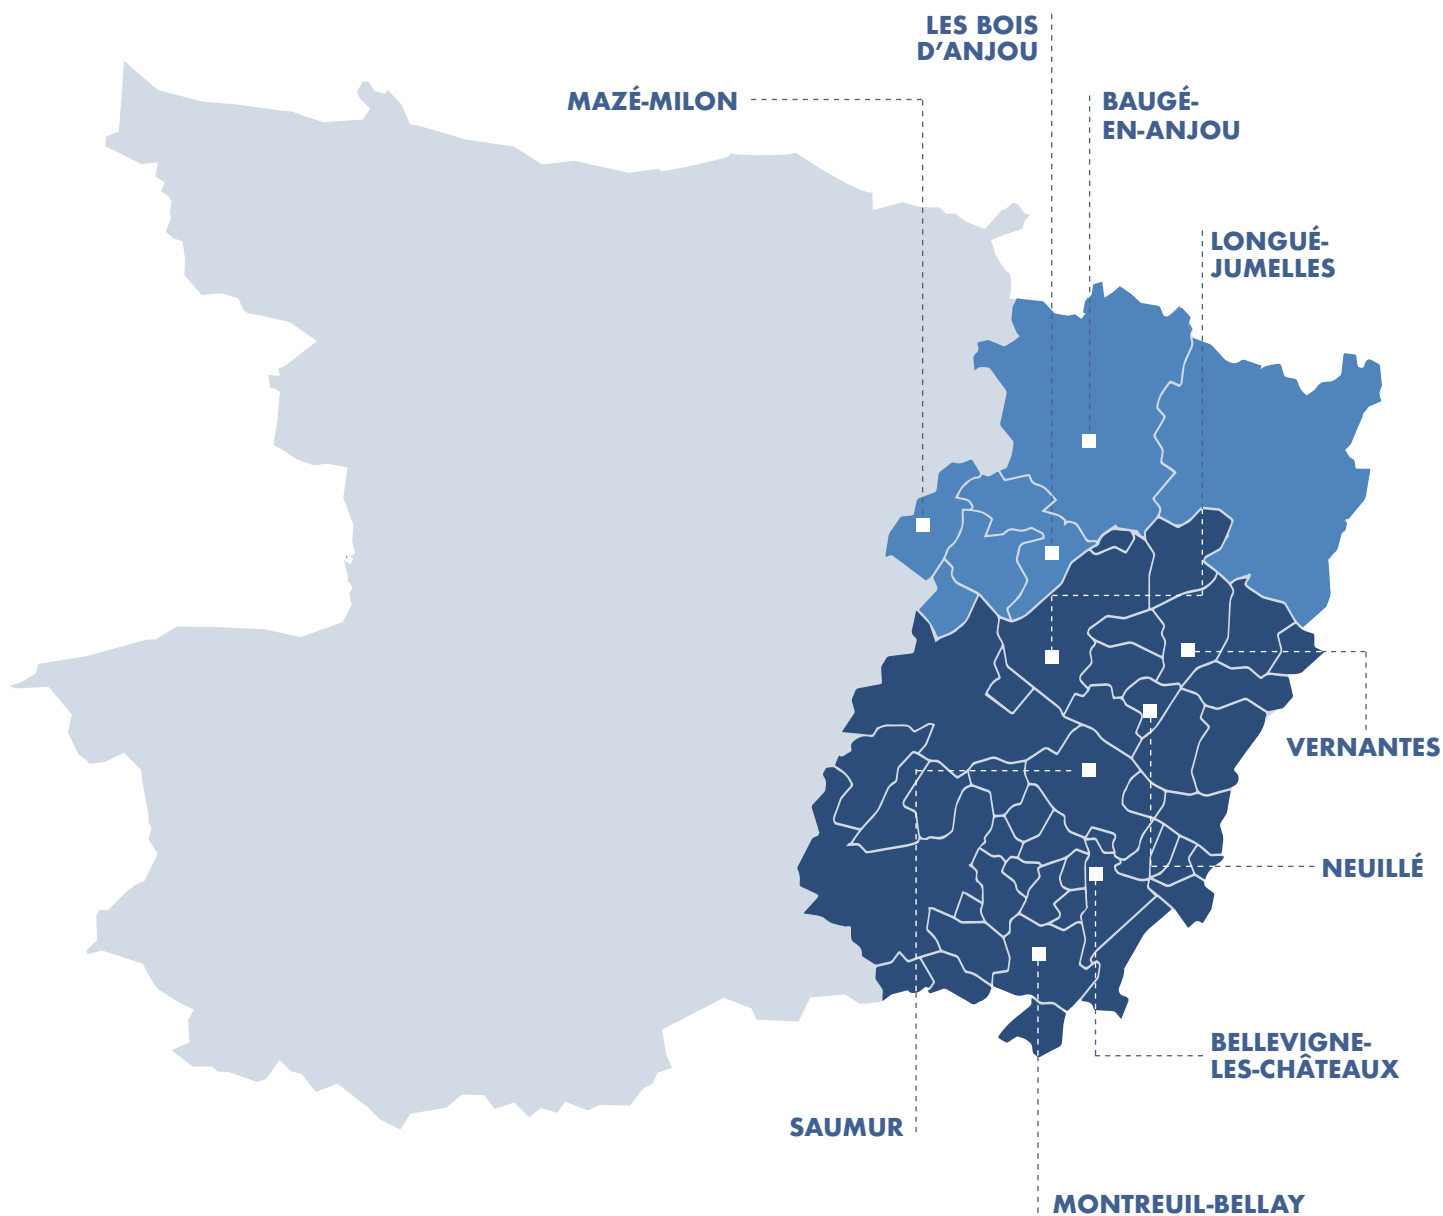 LES BOIS
D'ANJOU
MAZÉ-MILON
BAUGÉ-
EN-ANJOU
LONGUÉ-
JUMELLES
VERNANTES
NEUILLÉ
BELLEVIGNE-
LES-CHÂTEAUX
SAUMUR
MONTREUIL-BELLAY